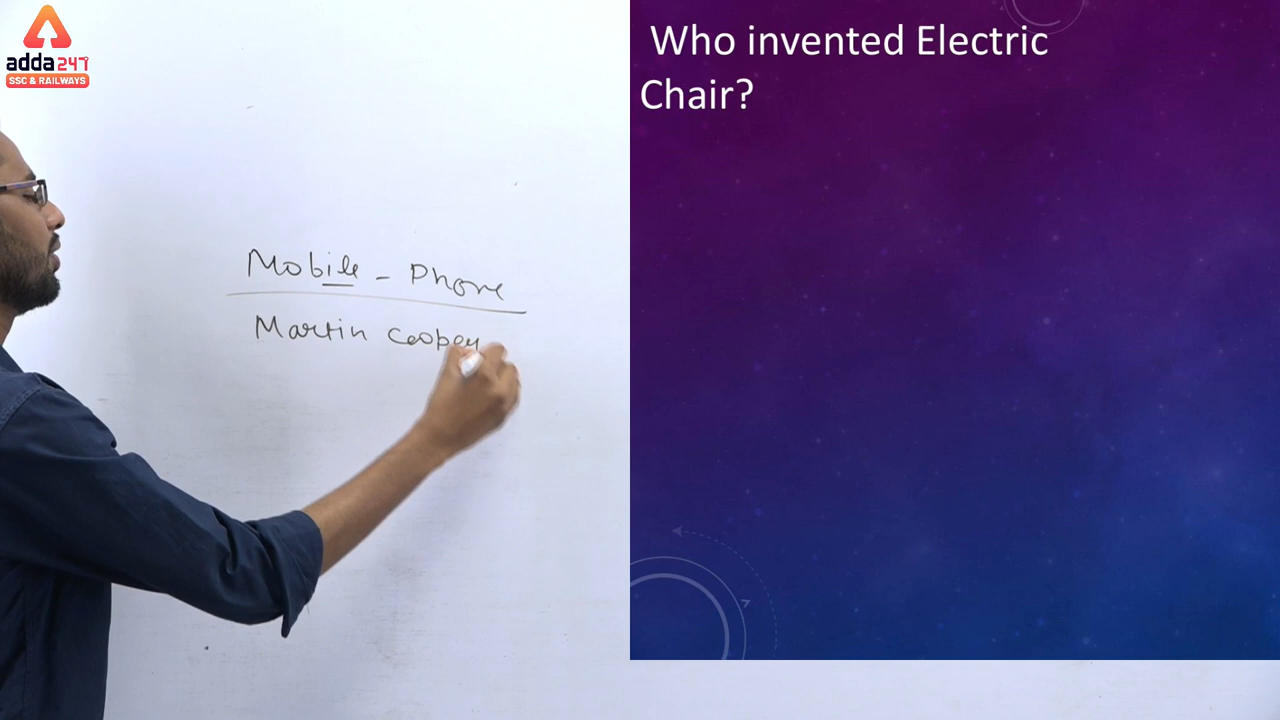 adda247
SSC & RAILWAYS
Mobile - Phone
Martin Cooper
Who invented Electric
Chair?